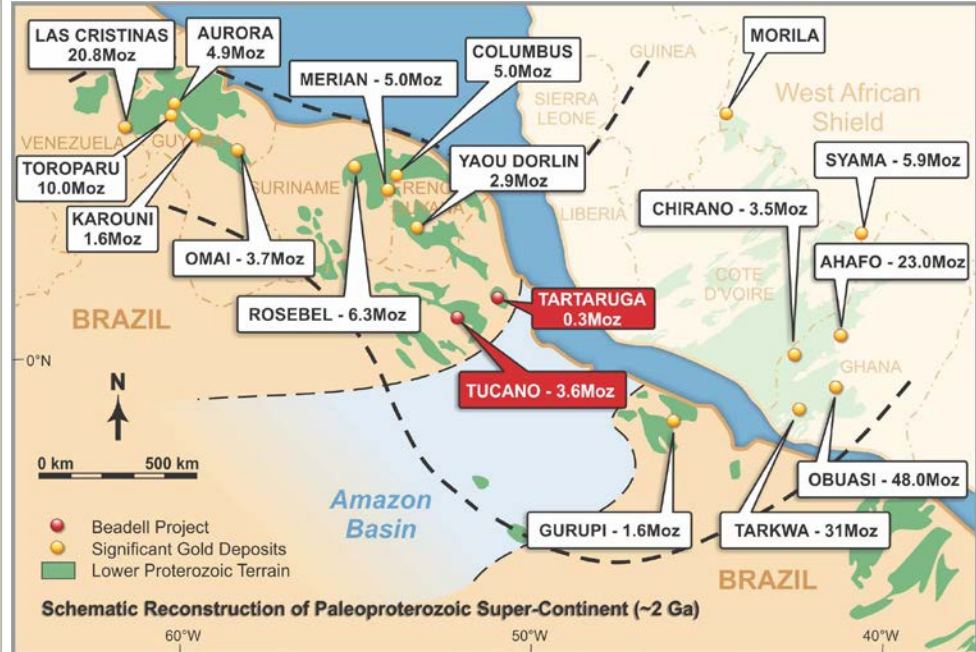 LAS CRISTINAS
20.8Moz
AURORA
4.9Moz
MERIAN - 5.0Moz
COLUMBUS
5.0Moz
MORILA
GUINEA
SIERRA
LEONE
West African
Shield
VENEZUELA
GUYANA
TOROPARU
10.0Moz
SURINAME
FRENCH
GUYANA
YAOU DORLIN
2.9Moz
SYAMA - 5.9Moz
KAROUNI
1.6Moz
LIBERIA
CHIRANO - 3.5Moz
OMAI - 3.7Moz
AHAFO - 23.0Moz
COTE
D'VOIRE
BRAZIL
ROSEBEL - 6.3Moz
TARTARUGA
0.3Moz
0°N
GHANA
N
TUCANO - 3.6Moz
0 km 500 km
OBUASI - 48.0Moz
Amazon
Basin
Beadell Project
Significant Gold Deposits
Lower Proterozoic Terrain
GURUPI - 1.6Moz
TARKWA - 31Moz
BRAZIL
Schematic Reconstruction of Paleoproterozoic Super-Continent (~2 Ga)
60°W 50°W 40°W